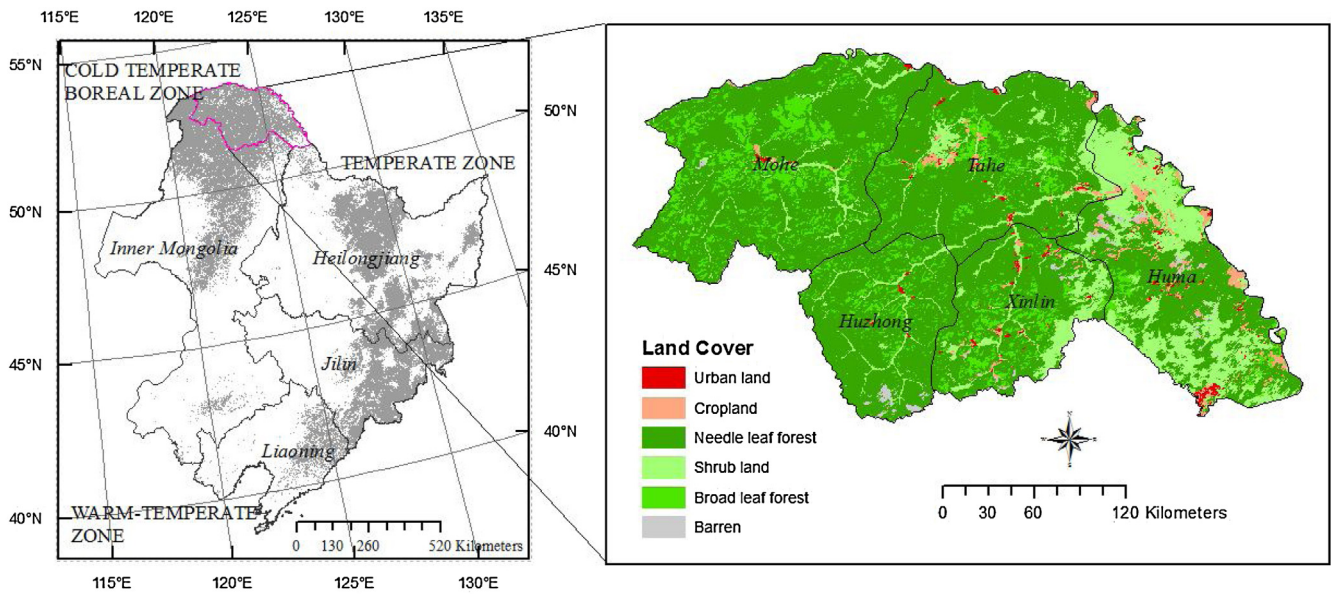 115°E 120°E 125°E 130°E 135°E
55°N
COLD TEMPERATE
BOREAL ZONE
50°N
TEMPERATE ZONE
50°N
Inner Mongolia
Heilongjiang
45°N
45°N
Jilin
40°N
Liaoning
WARM-TEMPERATE
ZONE
40°N
0 130 260 520 Kilometers
115°E 120°E 125°E 130°E
Mohe
Tahe
Huma
Xinlin
Huzhong
Land Cover
Urban land
Cropland
Needle leaf forest
Shrub land
Broad leaf forest
Barren
N
0 30 60 120 Kilometers